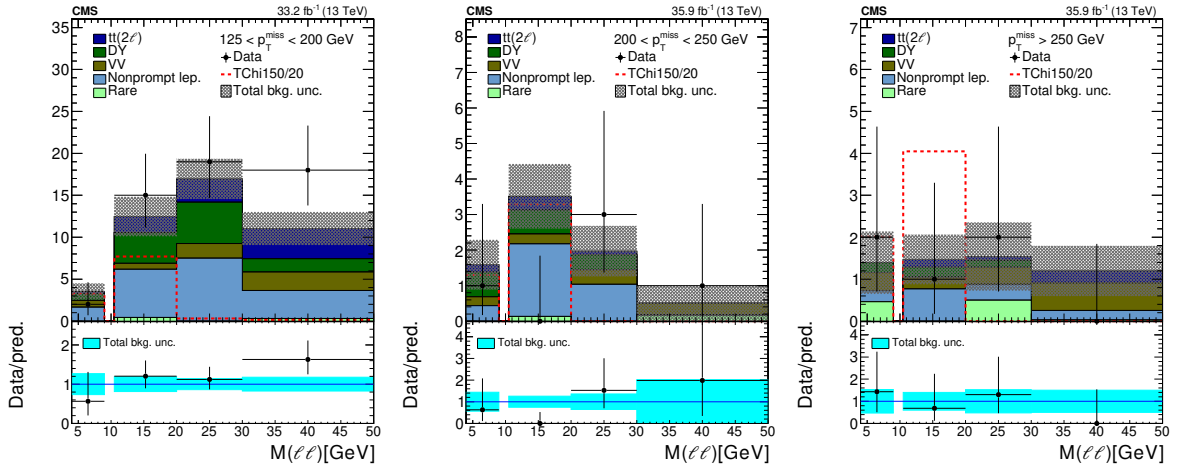 CMS 33.2 fb⁻¹ (13 TeV)
125 < p_T^miss < 200 GeV
tt(2ℓ)
DY
VV
Nonprompt lep.
Rare
Data
TChi150/20
Total bkg. unc.
35
30
25
20
15
10
5
0
Data/pred.
Total bkg. unc.
2
1
0
5 10 15 20 25 30 35 40 45 50
M(ℓℓ)[GeV]
CMS 35.9 fb⁻¹ (13 TeV)
200 < p_T^miss < 250 GeV
tt(2ℓ)
DY
VV
Nonprompt lep.
Rare
Data
TChi150/20
Total bkg. unc.
8
7
6
5
4
3
2
1
0
Data/pred.
Total bkg. unc.
4
3
2
1
0
5 10 15 20 25 30 35 40 45 50
M(ℓℓ)[GeV]
CMS 35.9 fb⁻¹ (13 TeV)
p_T^miss > 250 GeV
tt(2ℓ)
DY
VV
Nonprompt lep.
Rare
Data
TChi150/20
Total bkg. unc.
7
6
5
4
3
2
1
0
Data/pred.
Total bkg. unc.
4
3
2
1
0
5 10 15 20 25 30 35 40 45 50
M(ℓℓ)[GeV]